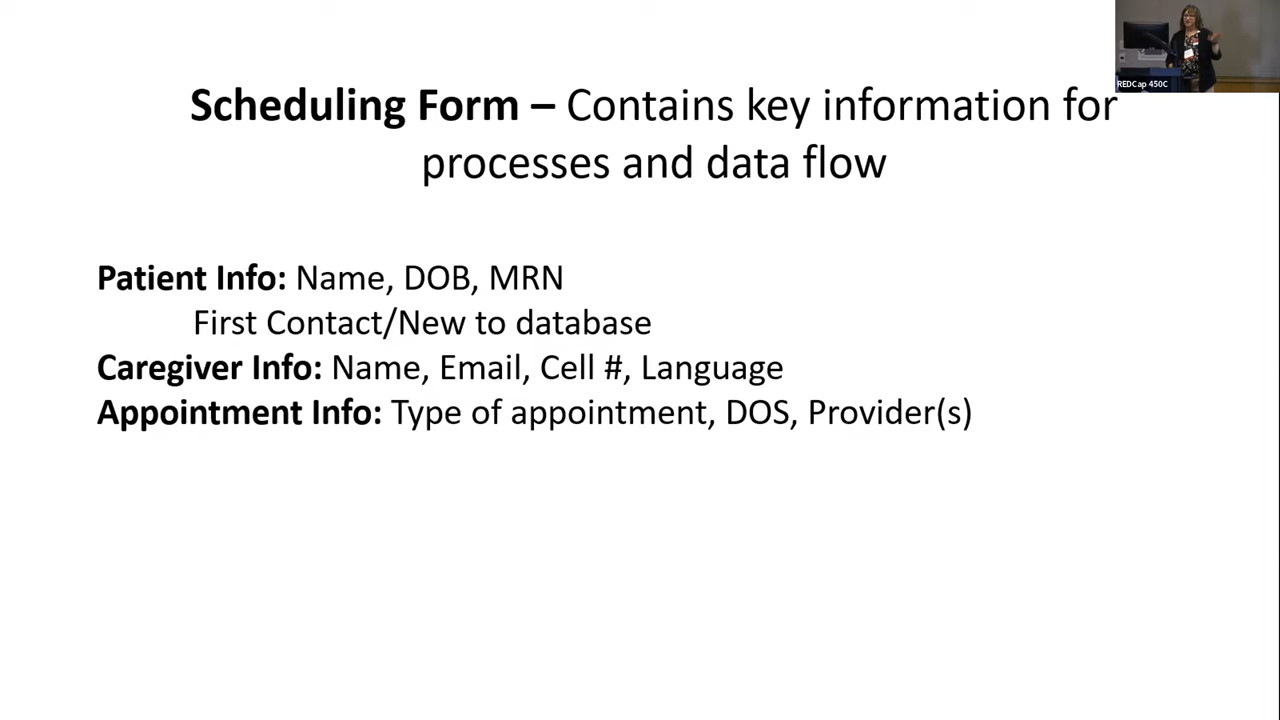 REDCap 450C
Scheduling Form – Contains key information for
processes and data flow
Patient Info: Name, DOB, MRN
First Contact/New to database
Caregiver Info: Name, Email, Cell #, Language
Appointment Info: Type of appointment, DOS, Provider(s)